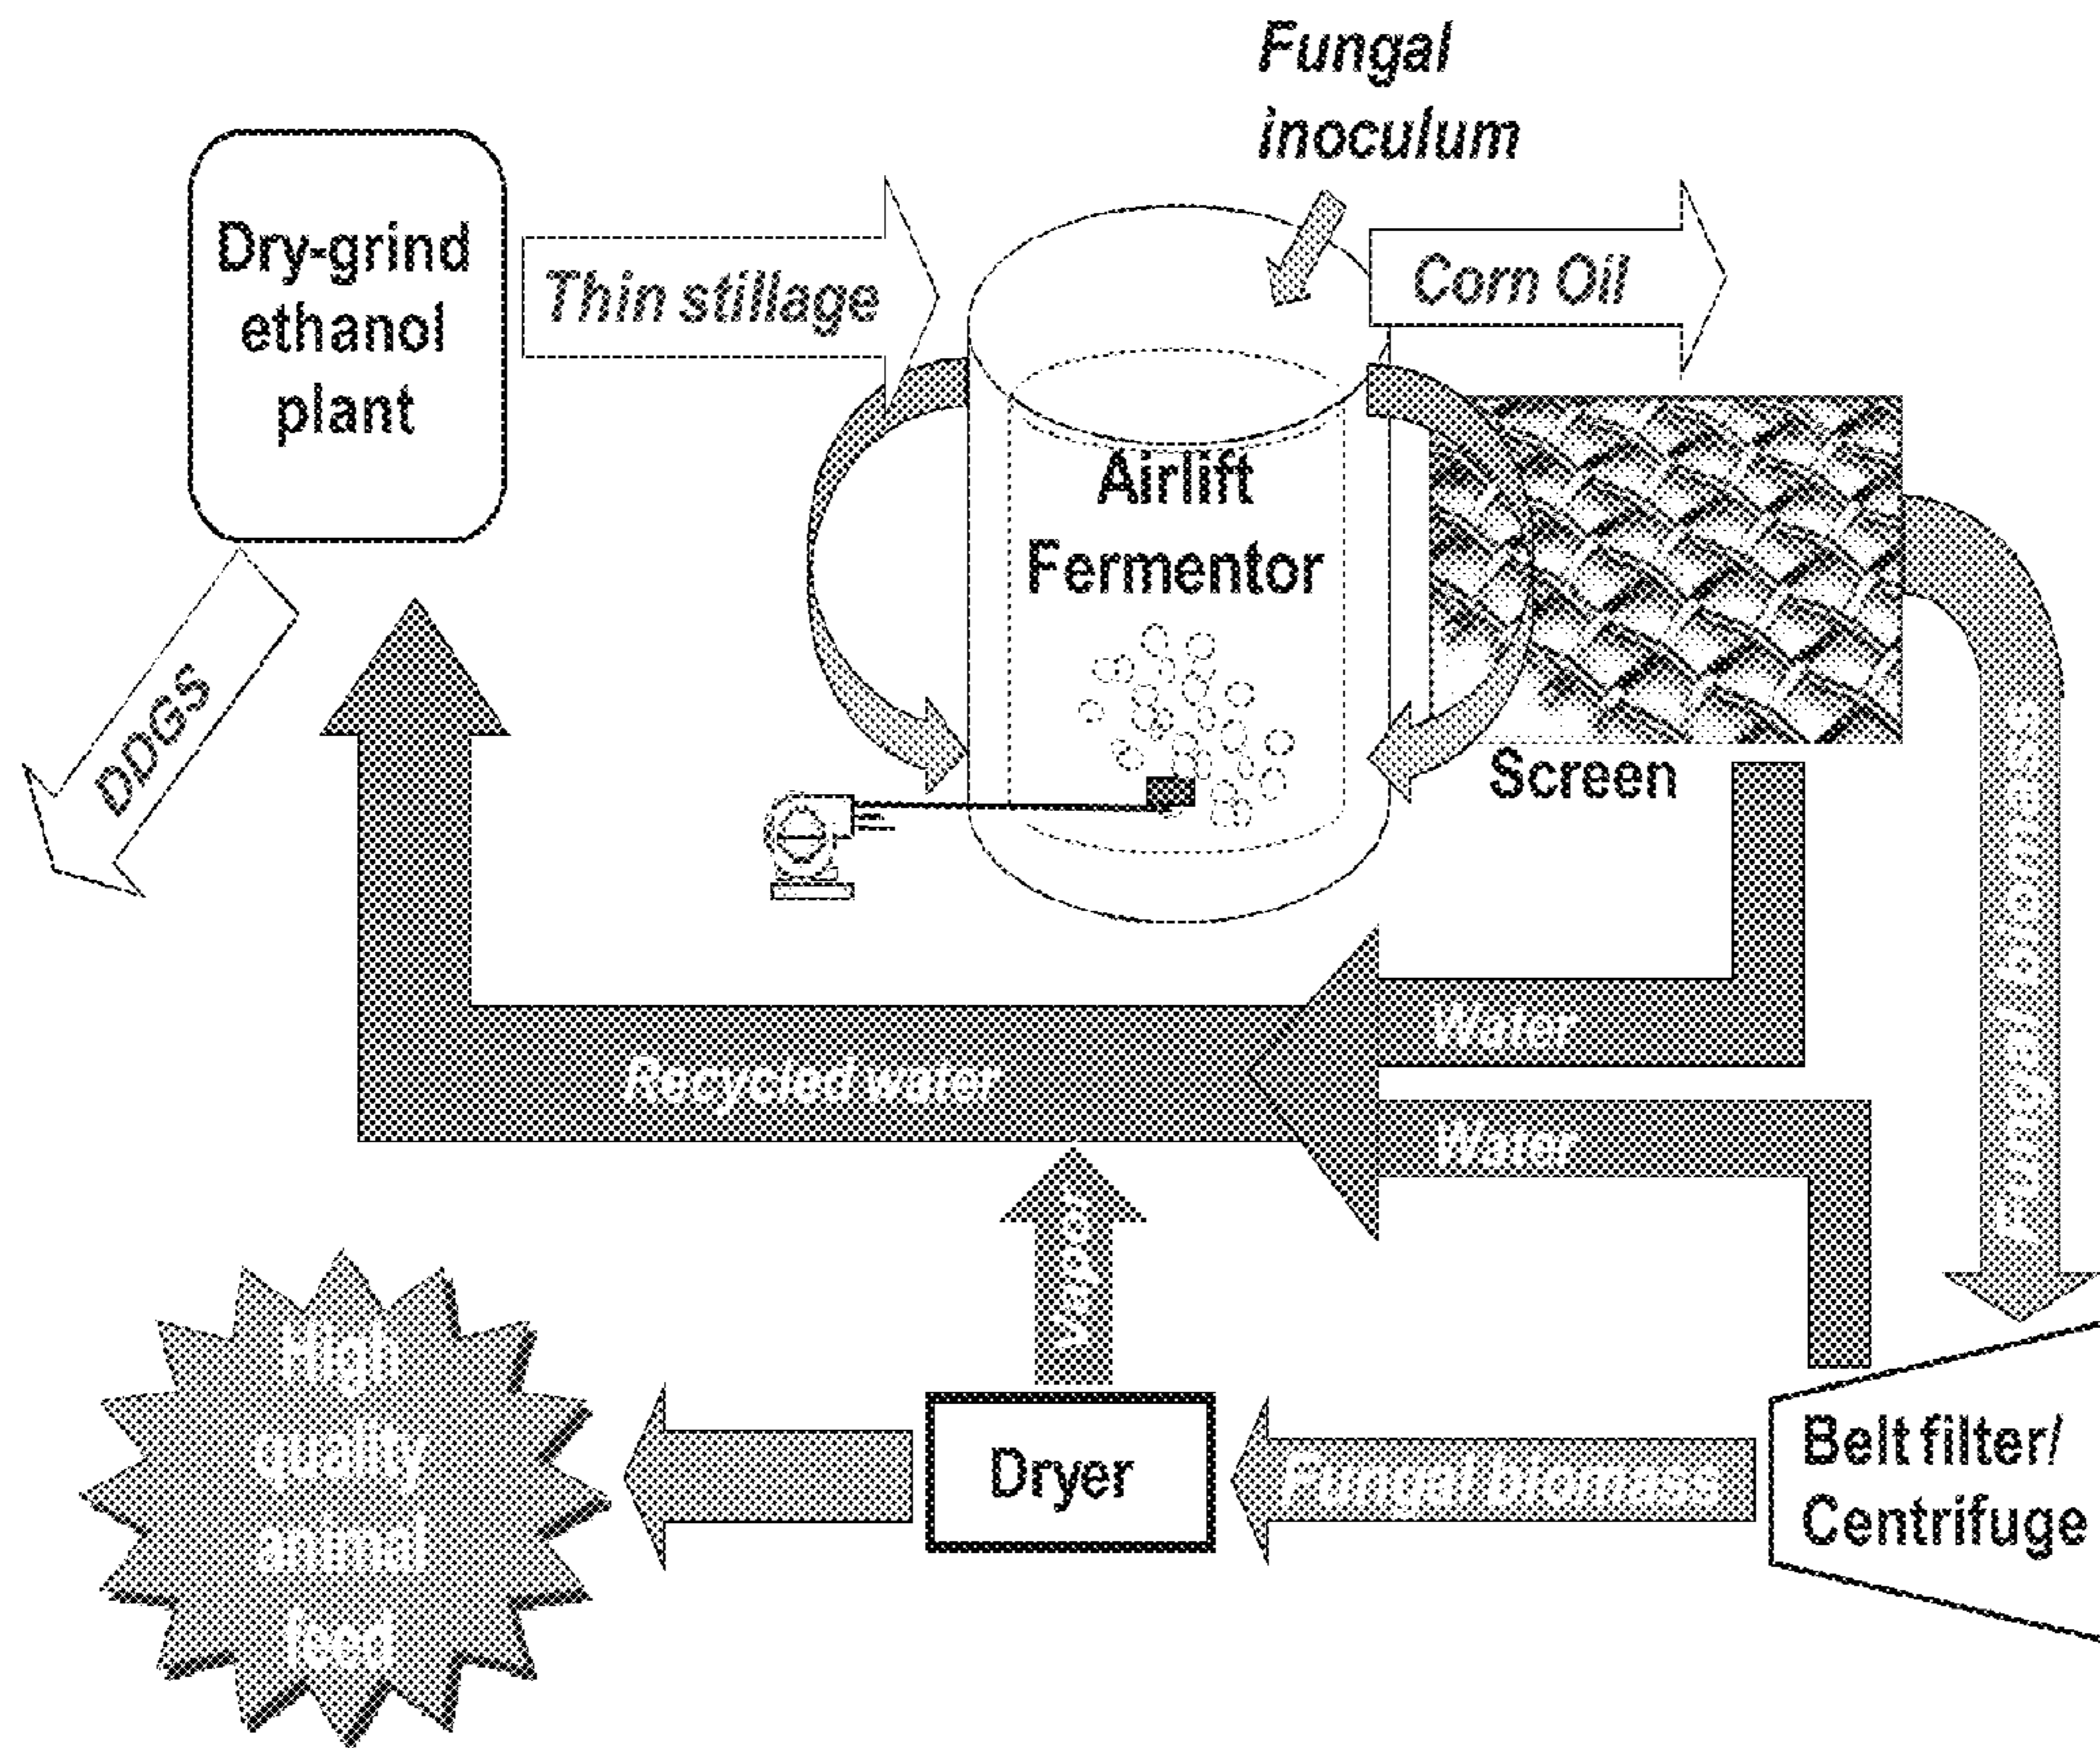 Fungal
inoculum
Dry-grind
ethanol
plant
Thin stillage
Corn Oil
Airlift
Fermentor
DDGS
Screen
Fungal biomass
Water
Recycled water
Water
Vapor
High
quality
animal
feed
Dryer
Fungal biomass
Belt filter/
Centrifuge